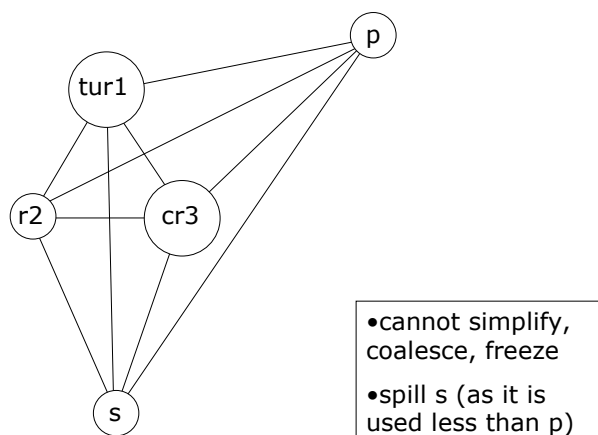 p
tur1
r2
cr3
s
•cannot simplify,
coalesce, freeze
•spill s (as it is
used less than p)